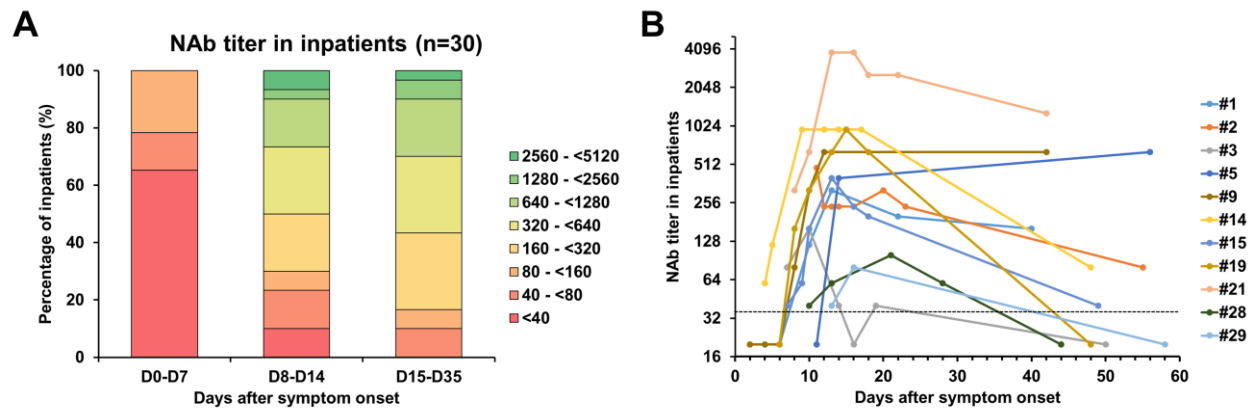 A
NAb titer in inpatients (n=30)
Percentage of inpatients (%)
100
80
60
40
20
0
D0-D7
D8-D14
D15-D35
Days after symptom onset
2560 - <5120
1280 - <2560
640 - <1280
320 - <640
160 - <320
80 - <160
40 - <80
<40
B
NAb titer in inpatients
4096
2048
1024
512
256
128
64
32
16
0
10
20
30
40
50
60
Days after symptom onset
#1
#2
#3
#5
#9
#14
#15
#19
#21
#28
#29